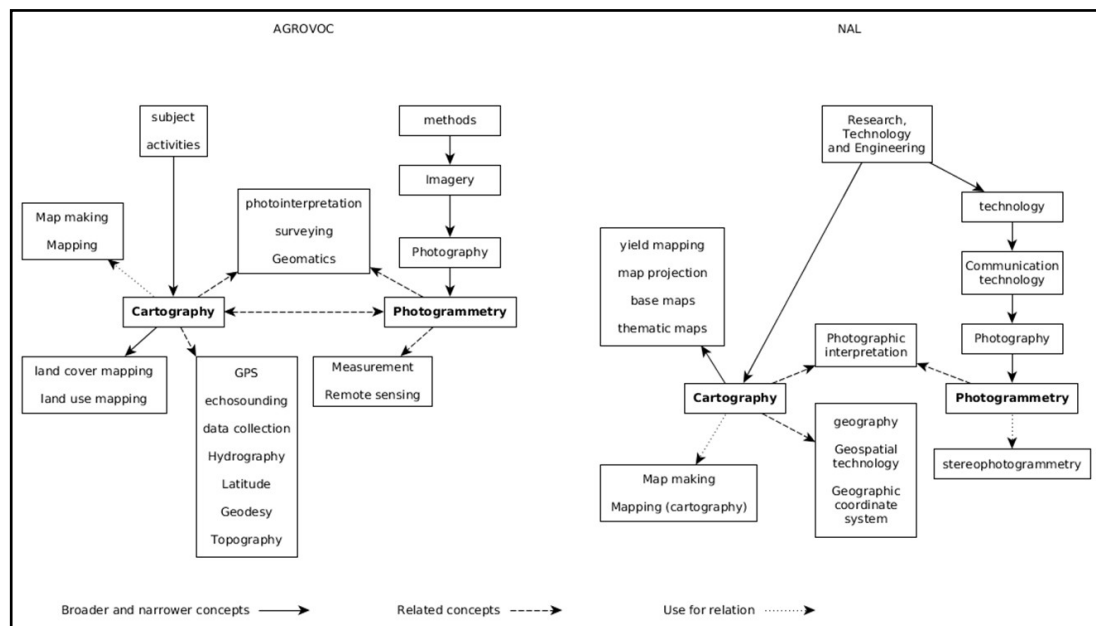 AGROVOC
subject
activities
methods
Imagery
Map making
Mapping
photointerpretation
surveying
Geomatics
Photography
Cartography
Photogrammetry
land cover mapping
land use mapping
GPS
echosounding
data collection
Hydrography
Latitude
Geodesy
Topography
Measurement
Remote sensing
NAL
Research,
Technology
and Engineering
technology
yield mapping
map projection
base maps
thematic maps
Communication
technology
Photographic
interpretation
Photography
Cartography
Photogrammetry
Map making
Mapping (cartography)
geography
Geospatial
technology
Geographic
coordinate
system
stereophotogrammetry
Broader and narrower concepts
Related concepts
Use for relation